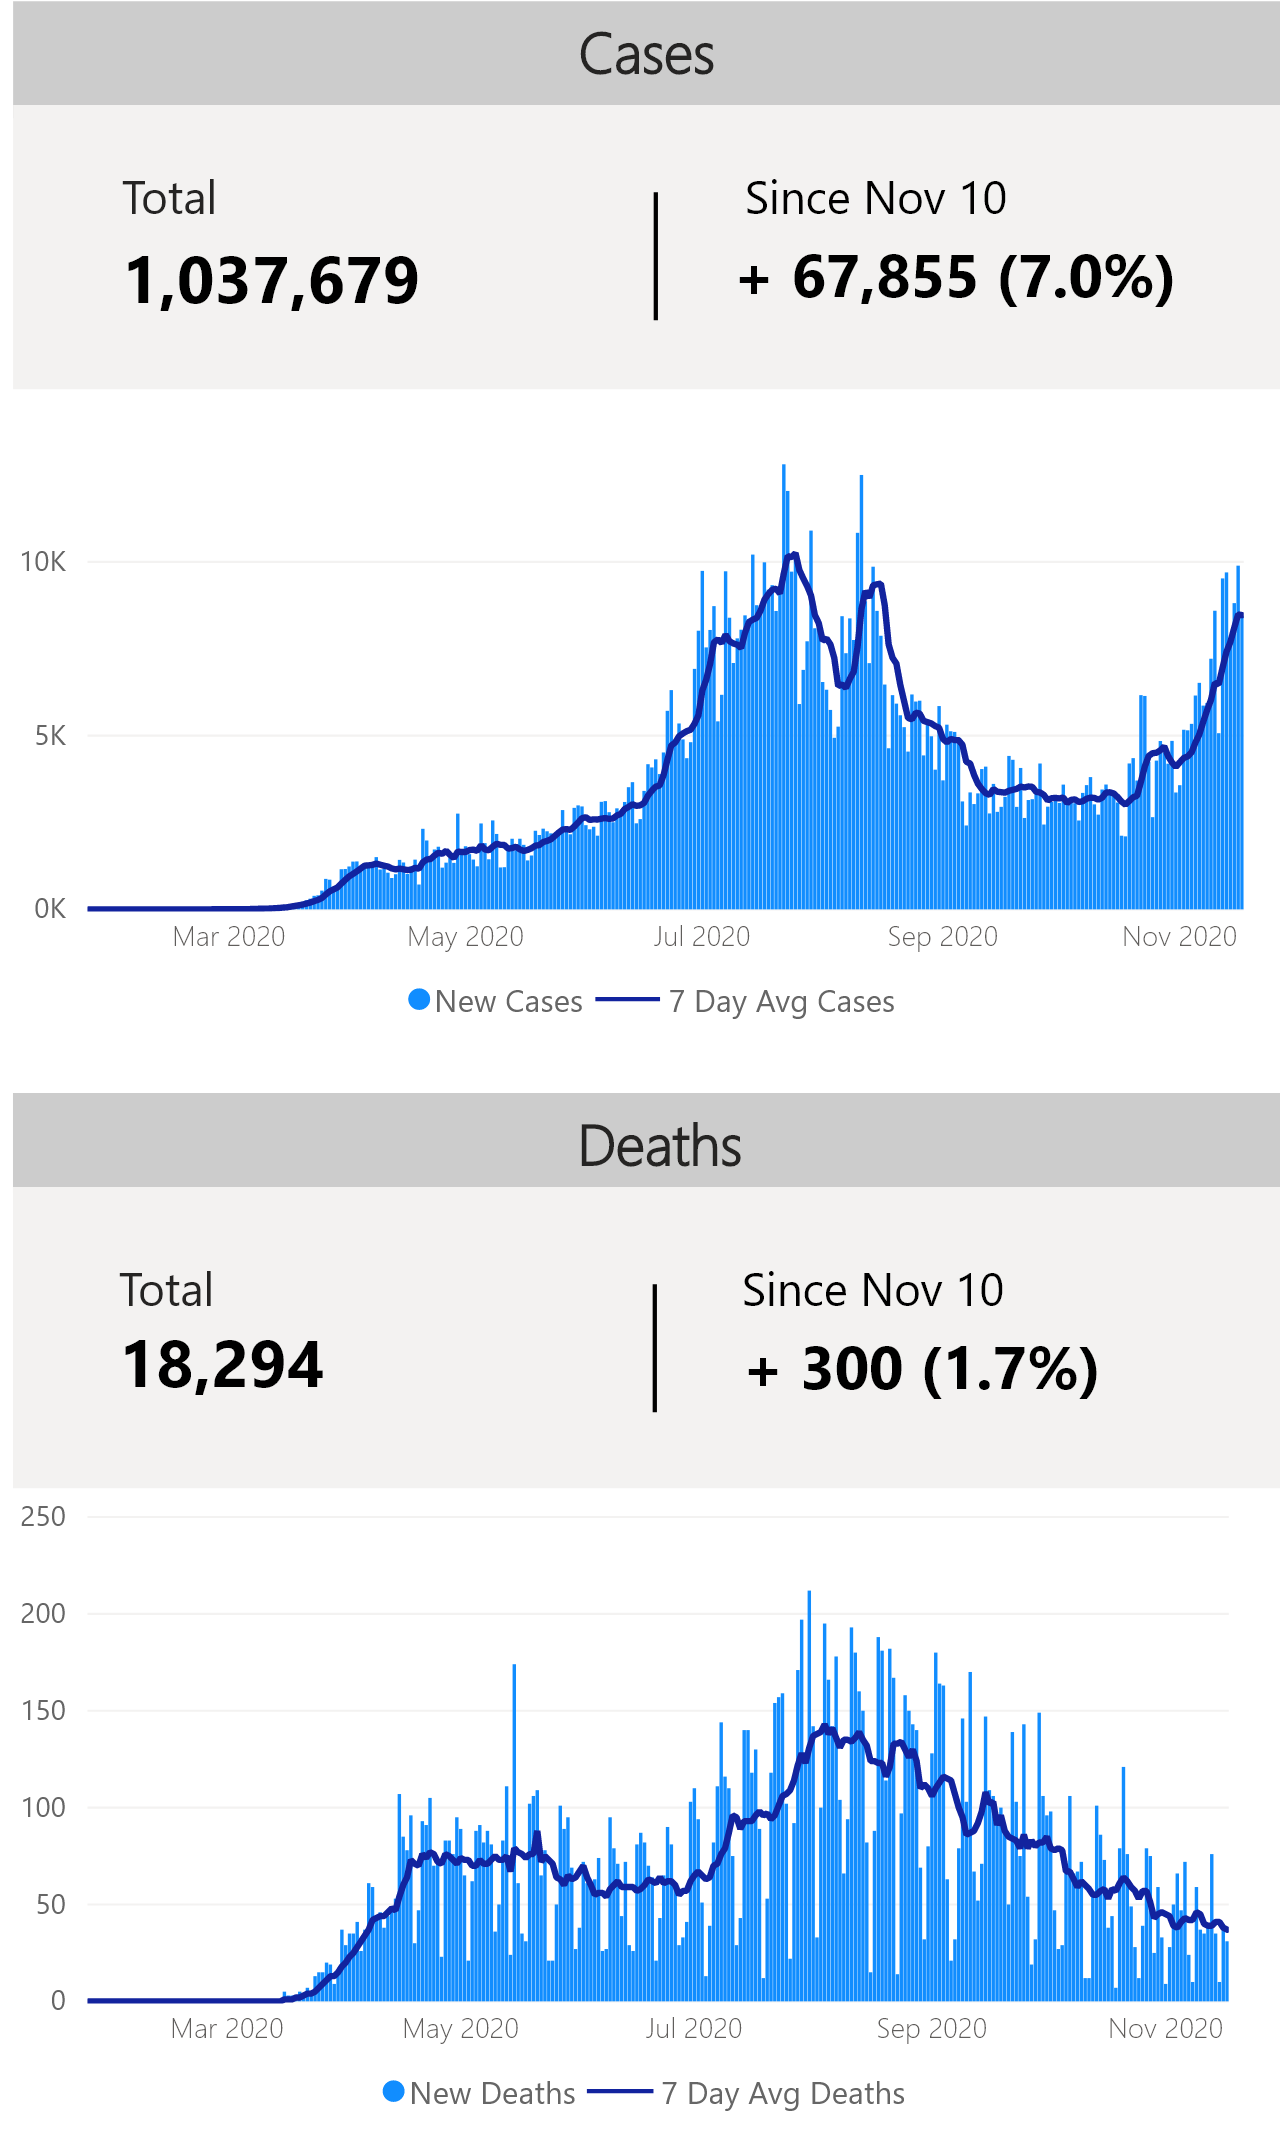 Cases
Total
Since Nov 10
1,037,679
+ 67,855 (7.0%)
10K
5K
0K
Mar 2020
May 2020
Jul 2020
Sep 2020
Nov 2020
New Cases
7 Day Avg Cases
Deaths
Total
Since Nov 10
18,294
+ 300 (1.7%)
250
200
150
100
50
0
Mar 2020
May 2020
Jul 2020
Sep 2020
Nov 2020
New Deaths
7 Day Avg Deaths